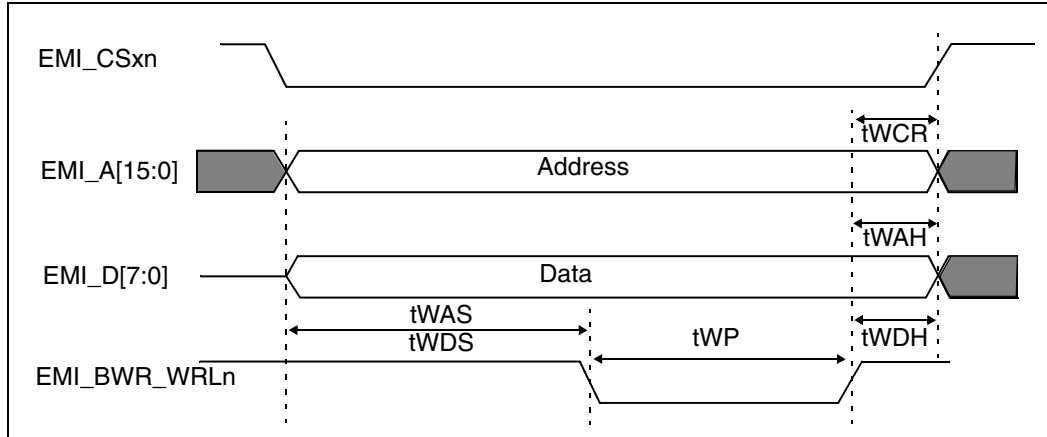 EMI_CSxn
tWCR
EMI_A[15:0]
Address
tWAH
EMI_D[7:0]
Data
tWAS
tWDS
tWP
tWDH
EMI_BWR_WRLn